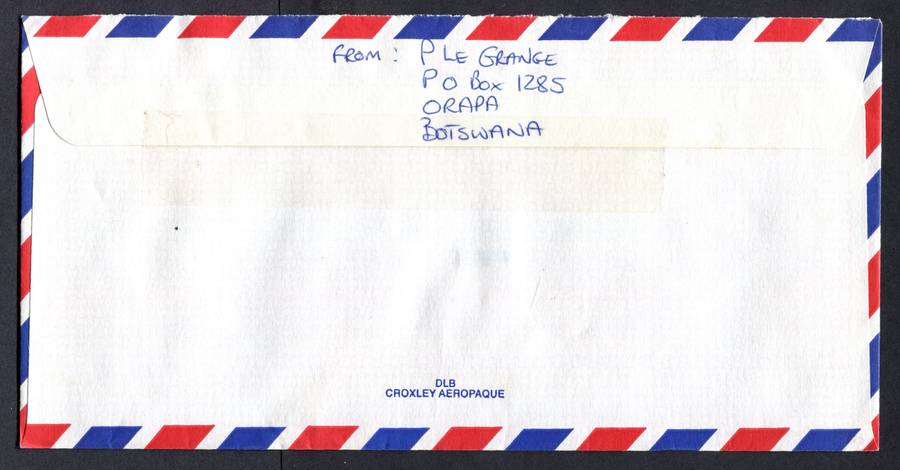 FROM: P LE GRANGE
P O BOX 1285
ORAPA
BOTSWANA
DLB
CROXLEY AEROPAQUE